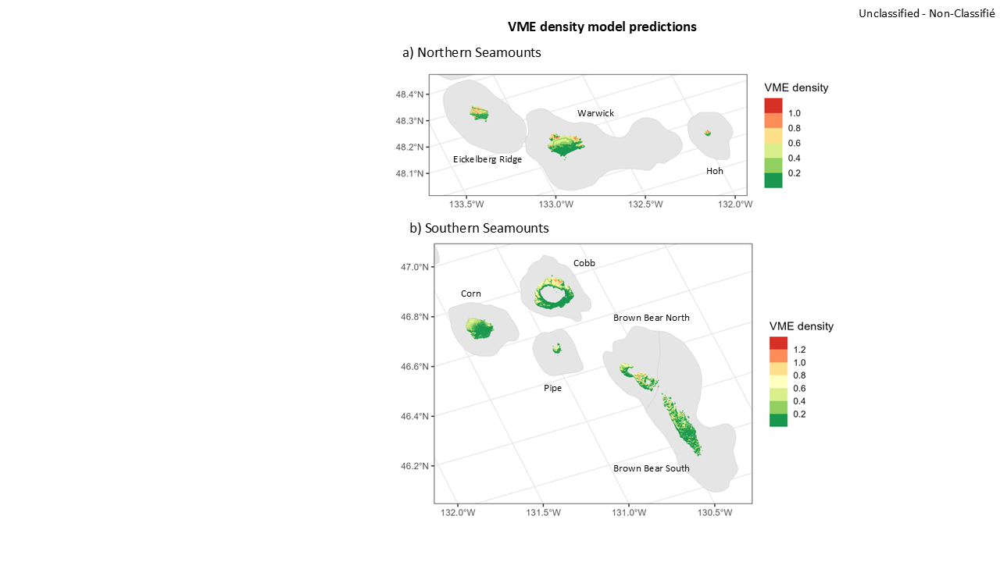 Unclassified - Non-Classifié
VME density model predictions
a) Northern Seamounts
48.4°N
48.3°N
48.2°N
48.1°N
Warwick
Eickelberg Ridge
Hoh
133.5°W
133.0°W
132.5°W
132.0°W
VME density
1.0
0.8
0.6
0.4
0.2
b) Southern Seamounts
47.0°N
46.8°N
46.6°N
46.4°N
46.2°N
Cobb
Corn
Brown Bear North
Pipe
Brown Bear South
132.0°W
131.5°W
131.0°W
130.5°W
VME density
1.2
1.0
0.8
0.6
0.4
0.2